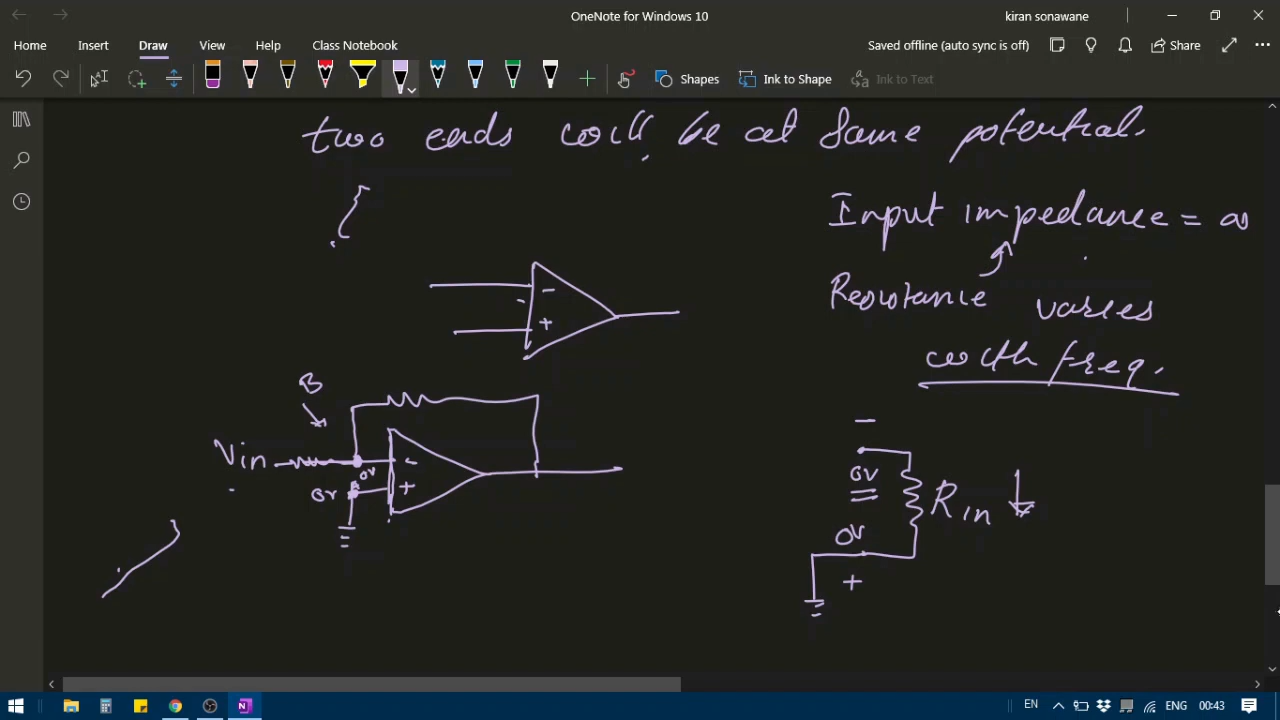 OneNote for Windows 10
kiran sonawane
Home Insert Draw View Help Class Notebook
Saved offline (auto sync is off)
Share
Shapes
Ink to Shape
Ink to Text
two ends will be at Same potential.
Input impedance = ∞
Resistance varies
with freq.
-
+
B
Vin
0V
0V
-
+
-
0V
Rin
0V
+
EN
ENG
00:43